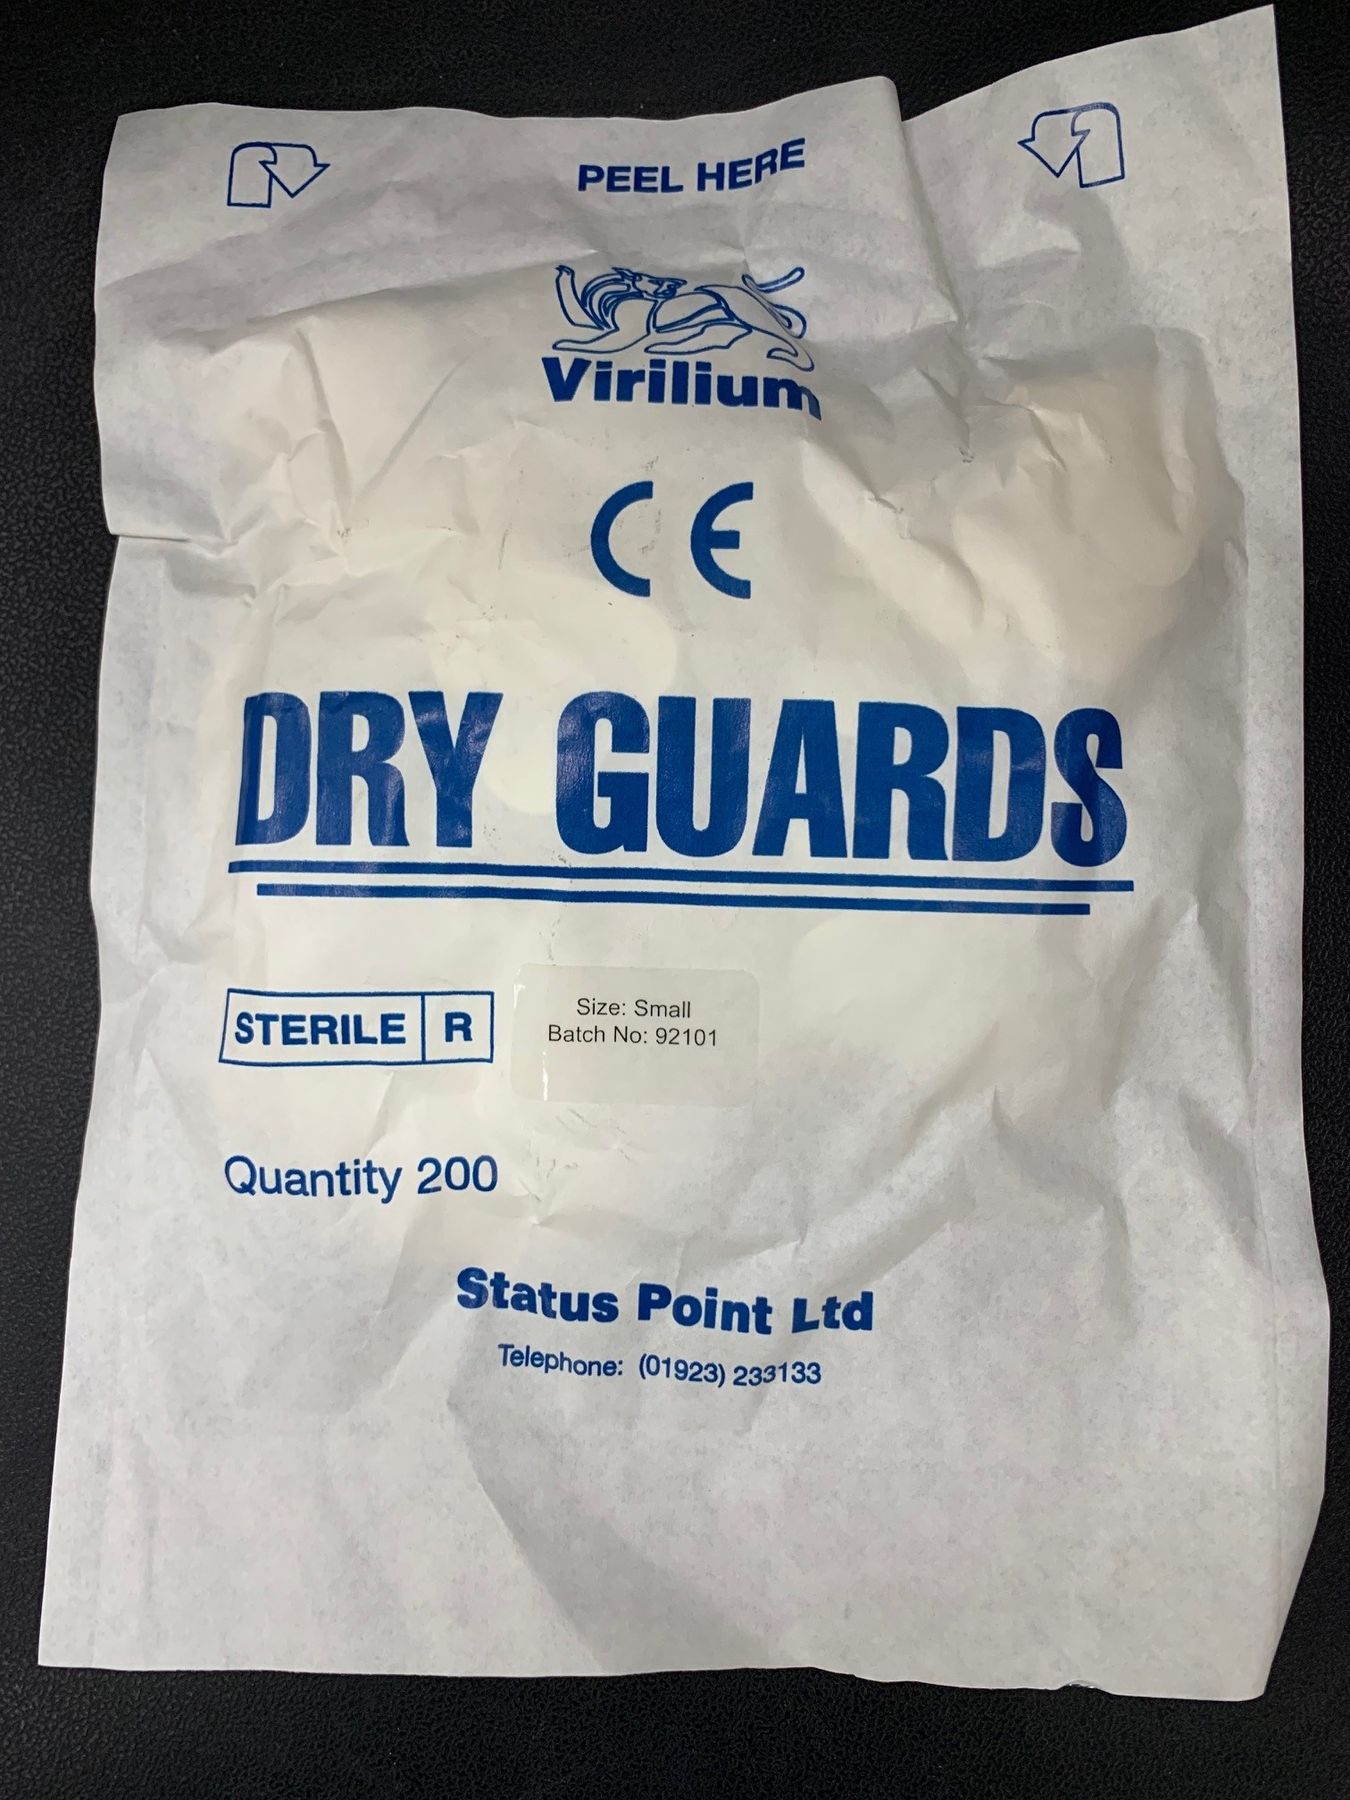 PEEL HERE
Virilium
CE
DRY GUARDS
STERILE R
Size: Small
Batch No: 92101
Quantity 200
Status Point Ltd
Telephone: (01923) 233133